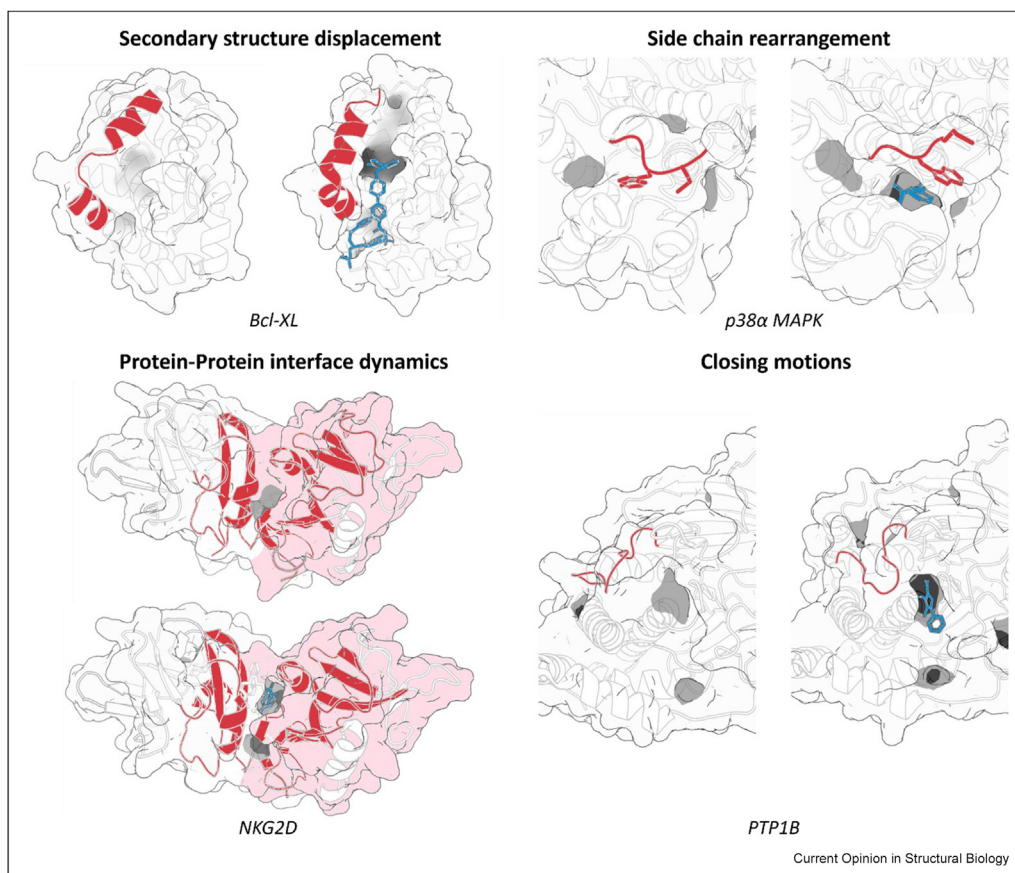 Secondary structure displacement
Side chain rearrangement
Bcl-XL
p38α MAPK
Protein-Protein interface dynamics
Closing motions
NKG2D
PTP1B
Current Opinion in Structural Biology